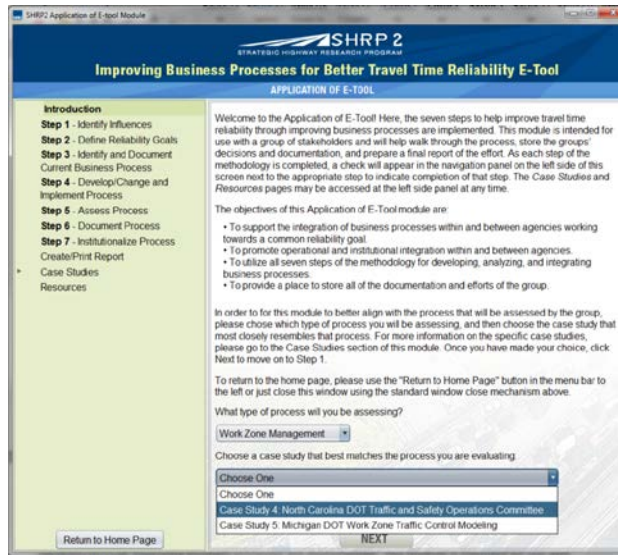 SHRP2 Application of E-tool Module
SHRP 2
STRATEGIC HIGHWAY RESEARCH PROGRAM
Improving Business Processes for Better Travel Time Reliability E-Tool
APPLICATION OF E-TOOL
Introduction
Step 1 - Identify Influences
Step 2 - Define Reliability Goals
Step 3 - Identify and Document
Current Business Process
Step 4 - Develop/Change and
Implement Process
Step 5 - Assess Process
Step 6 - Document Process
Step 7 - Institutionalize Process
Create/Print Report
Case Studies
Resources
Return to Home Page
Welcome to the Application of E-Tool! Here, the seven steps to help improve travel time
reliability through improving business processes are implemented. This module is intended for
use with a group of stakeholders and will help walk through the process, store the groups'
decisions and documentation, and prepare a final report of the effort. As each step of the
methodology is completed, a check will appear in the navigation panel on the left side of this
screen next to the appropriate step to indicate completion of that step. The Case Studies and
Resources pages may be accessed at the left side panel at any time.
The objectives of this Application of E-Tool module are:
• To support the integration of business processes within and between agencies working
towards a common reliability goal.
• To promote operational and institutional integration within and between agencies.
• To utilize all seven steps of the methodology for developing, analyzing, and integrating
business processes.
• To provide a place to store all of the documentation and efforts of the group.
In order to for this module to better align with the process that will be assessed by the group,
please chose which type of process you will be assessing, and then choose the case study that
most closely resembles that process. For more information on the specific case studies,
please go to the Case Studies section of this module. Once you have made your choice, click
Next to move on to Step 1.
To return to the home page, please use the "Return to Home Page" button in the menu bar to
the left or just close this window using the standard window close mechanism above.
What type of process will you be assessing?
Work Zone Management
Choose a case study that best matches the process you are evaluating:
Choose One
Choose One
Case Study 4: North Carolina DOT Traffic and Safety Operations Committee
Case Study 5: Michigan DOT Work Zone Traffic Control Modeling
NEXT